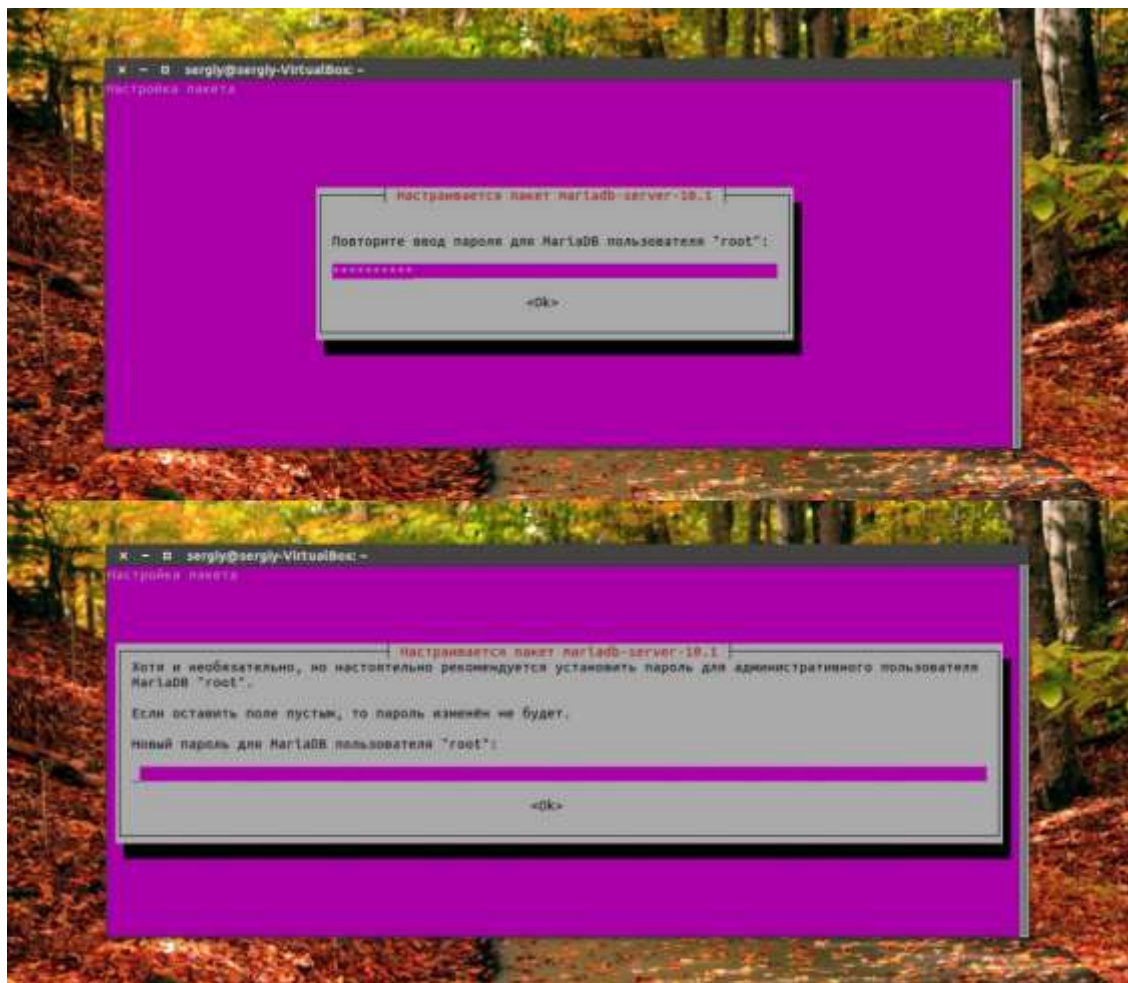 sergiy@sergiy-VirtualBox: ~
Настройка пакета
Настраивается пакет mariadb-server-10.1
Повторите ввод пароля для MariaDB пользователя "root":
**********
<Ok>
sergiy@sergiy-VirtualBox: ~
Настройка пакета
Настраивается пакет mariadb-server-10.1
Хотя и необязательно, но настоятельно рекомендуется установить пароль для административного пользователя
MariaDB "root".
Если оставить поле пустым, то пароль изменён не будет.
Новый пароль для MariaDB пользователя "root":
<Ok>